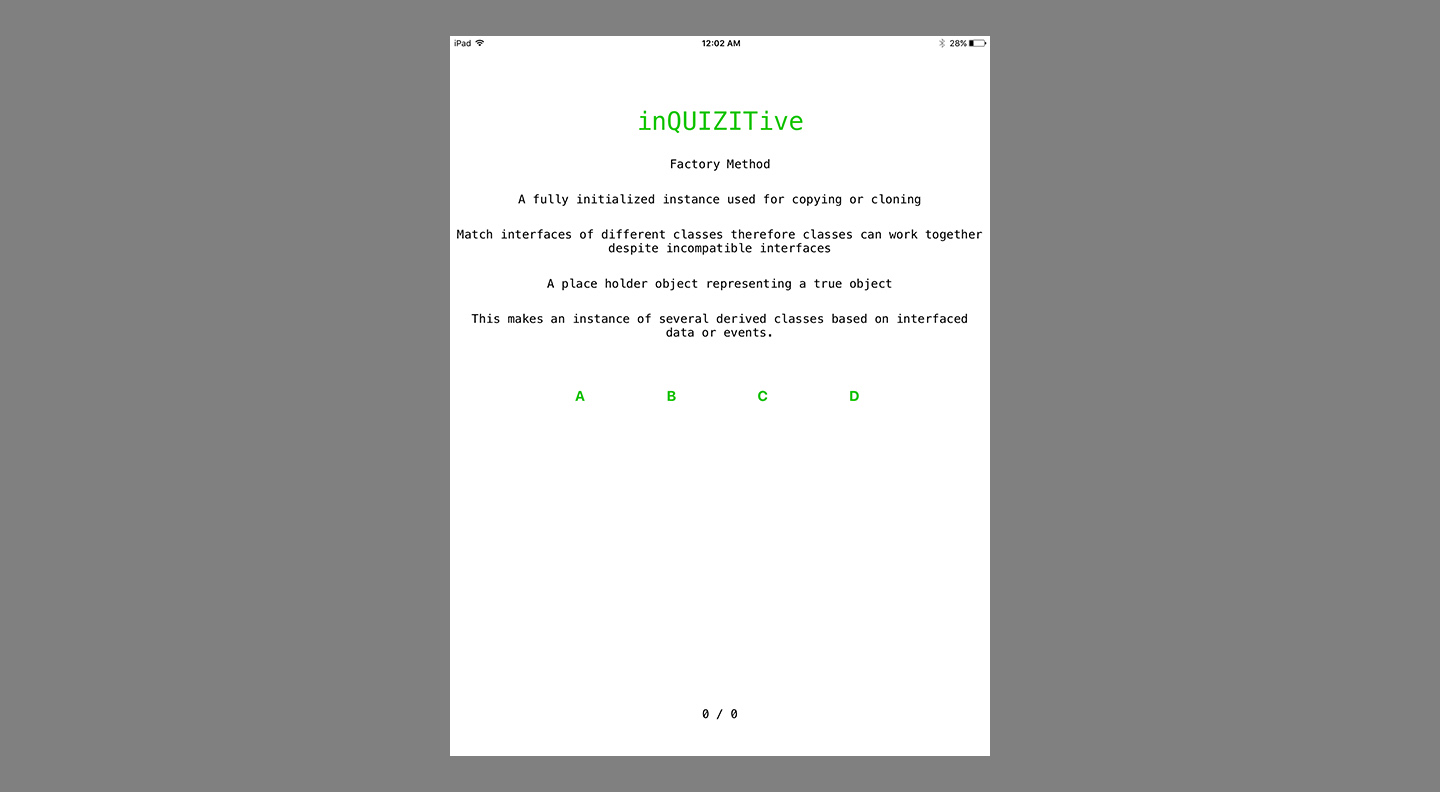 iPad 12:02 AM 28%
inQUIZITive
Factory Method
A fully initialized instance used for copying or cloning
Match interfaces of different classes therefore classes can work together
despite incompatible interfaces
A place holder object representing a true object
This makes an instance of several derived classes based on interfaced
data or events.
A B C D
0 / 0